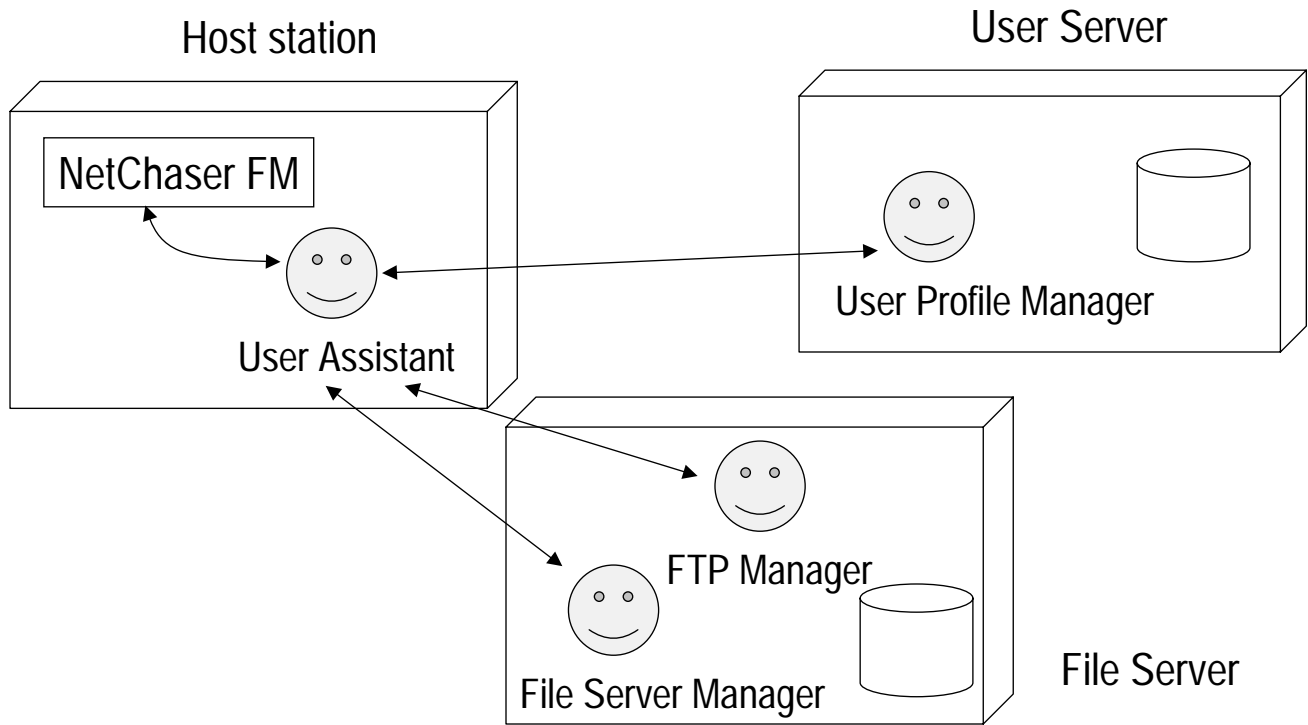 Host station
User Server
NetChaser FM
User Profile Manager
User Assistant
FTP Manager
File Server Manager
File Server